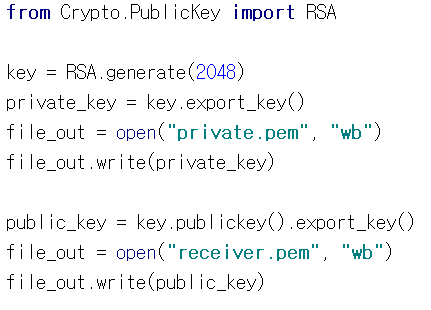 from Crypto.PublicKey import RSA
key = RSA.generate(2048)
private_key = key.export_key()
file_out = open("private.pem", "wb")
file_out.write(private_key)
public_key = key.publickey().export_key()
file_out = open("receiver.pem", "wb")
file_out.write(public_key)